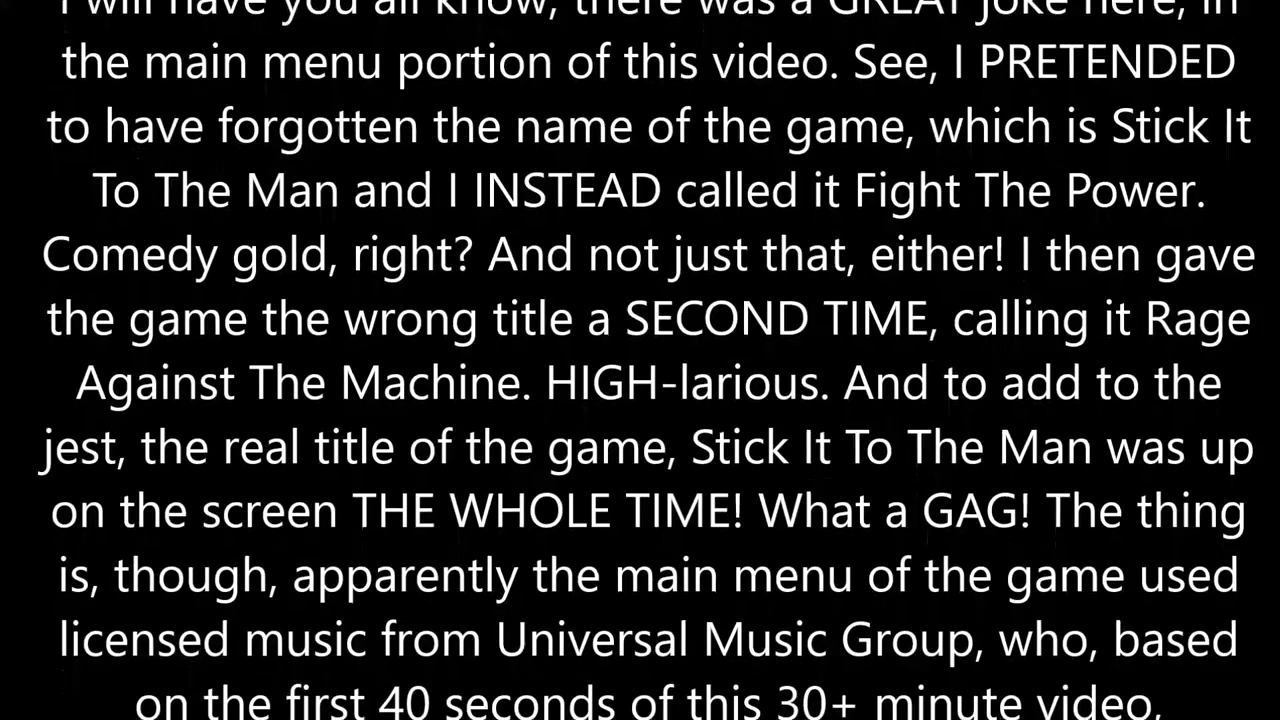 I will have you all know, there was a GREAT joke here, in
the main menu portion of this video. See, I PRETENDED
to have forgotten the name of the game, which is Stick It
To The Man and I INSTEAD called it Fight The Power.
Comedy gold, right? And not just that, either! I then gave
the game the wrong title a SECOND TIME, calling it Rage
Against The Machine. HIGH-larious. And to add to the
jest, the real title of the game, Stick It To The Man was up
on the screen THE WHOLE TIME! What a GAG! The thing
is, though, apparently the main menu of the game used
licensed music from Universal Music Group, who, based
on the first 40 seconds of this 30+ minute video,